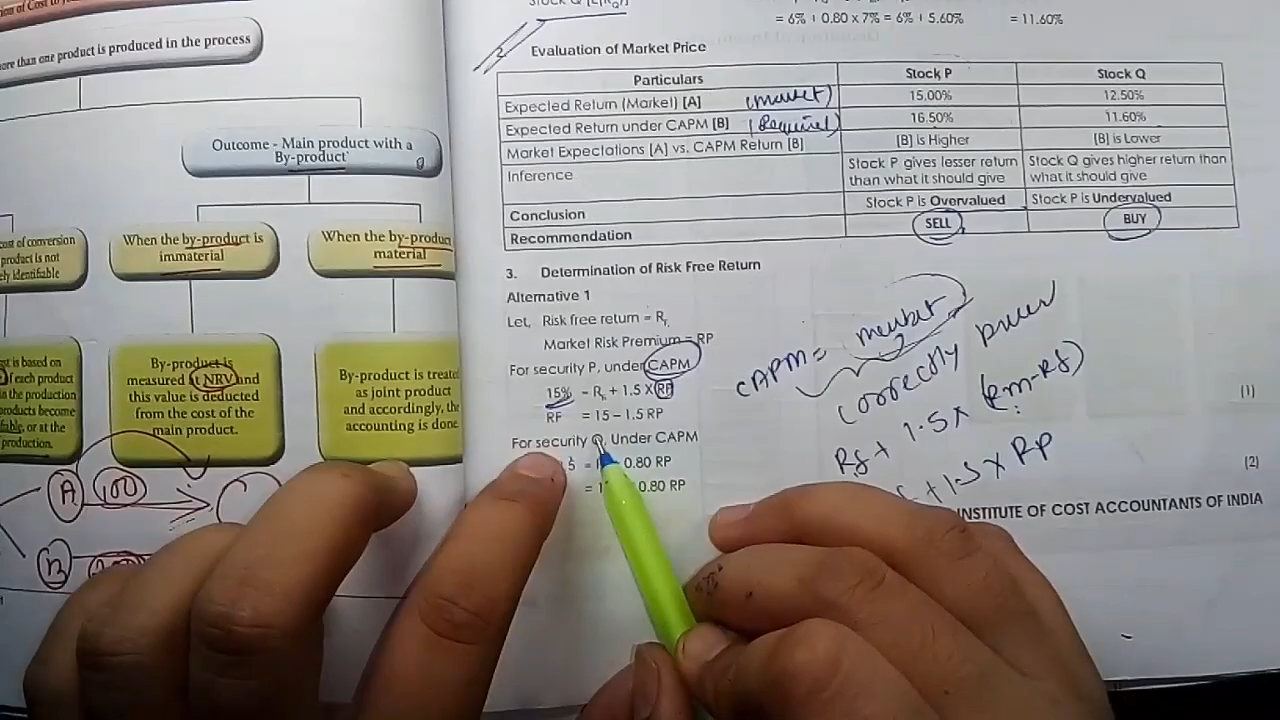 ore than one product is produced in the process
Outcome - Main product with a
By-product
cost of conversion
product is not
ely identifiable
When the by-product is
immaterial
When the by-produc
material
st is based on
f each product
n the production
products become
fiable, or at the
production.
By-product is
measured at NRV and
this value is deducted
from the cost of the
main product.
By-product is treate
as joint product
and accordingly, the
accounting is done
A 100
B
= 6% + 0.80 x 7% = 6% + 5.60% = 11.60%
2. Evaluation of Market Price
Particulars Stock P Stock Q
Expected Return (Market) [A] (market) 15.00% 12.50%
Expected Return under CAPM [B] (Required) 16.50% 11.60%
Market Expectations [A] vs. CAPM Return [B] [B] is Higher [B] is Lower
Inference Stock P gives lesser return than what it should give Stock Q gives higher return than what it should give
Conclusion Stock P is Overvalued Stock Q is Undervalued
Recommendation SELL BUY
3. Determination of Risk Free Return
Alternative 1
Let, Risk free return = RF
Market Risk Premium = RP
For security P, under CAPM
15% = RF + 1.5 X RP
RF = 15 – 1.5 RP
(1)
For security Q, Under CAPM
5 = 0.80 RP
= 1 0.80 RP
(2)
CAPM = market
correctly
Rf + 1.5 x (Rm-Rf)
+ 1.5 x RP
INSTITUTE OF COST ACCOUNTANTS OF INDIA